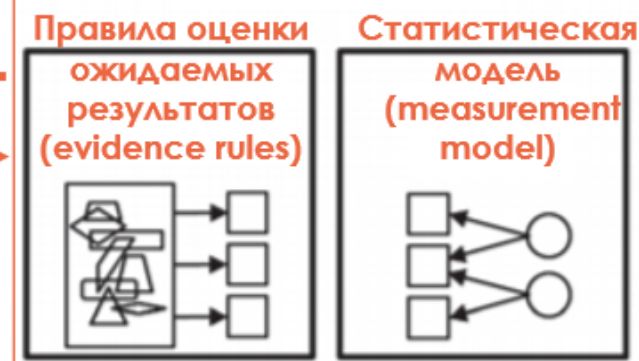 Правила оценки
ожидаемых
результатов
(evidence rules)
Статистическая
модель
(measurement
model)